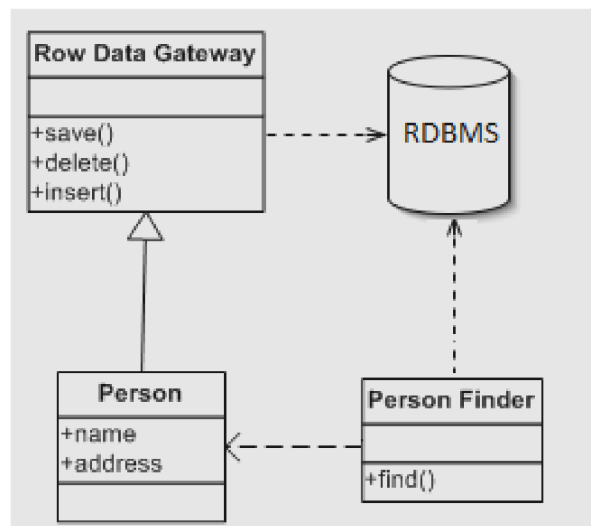 Row Data Gateway
+save()
+delete()
+insert()
RDBMS
Person
+name
+address
Person Finder
+find()